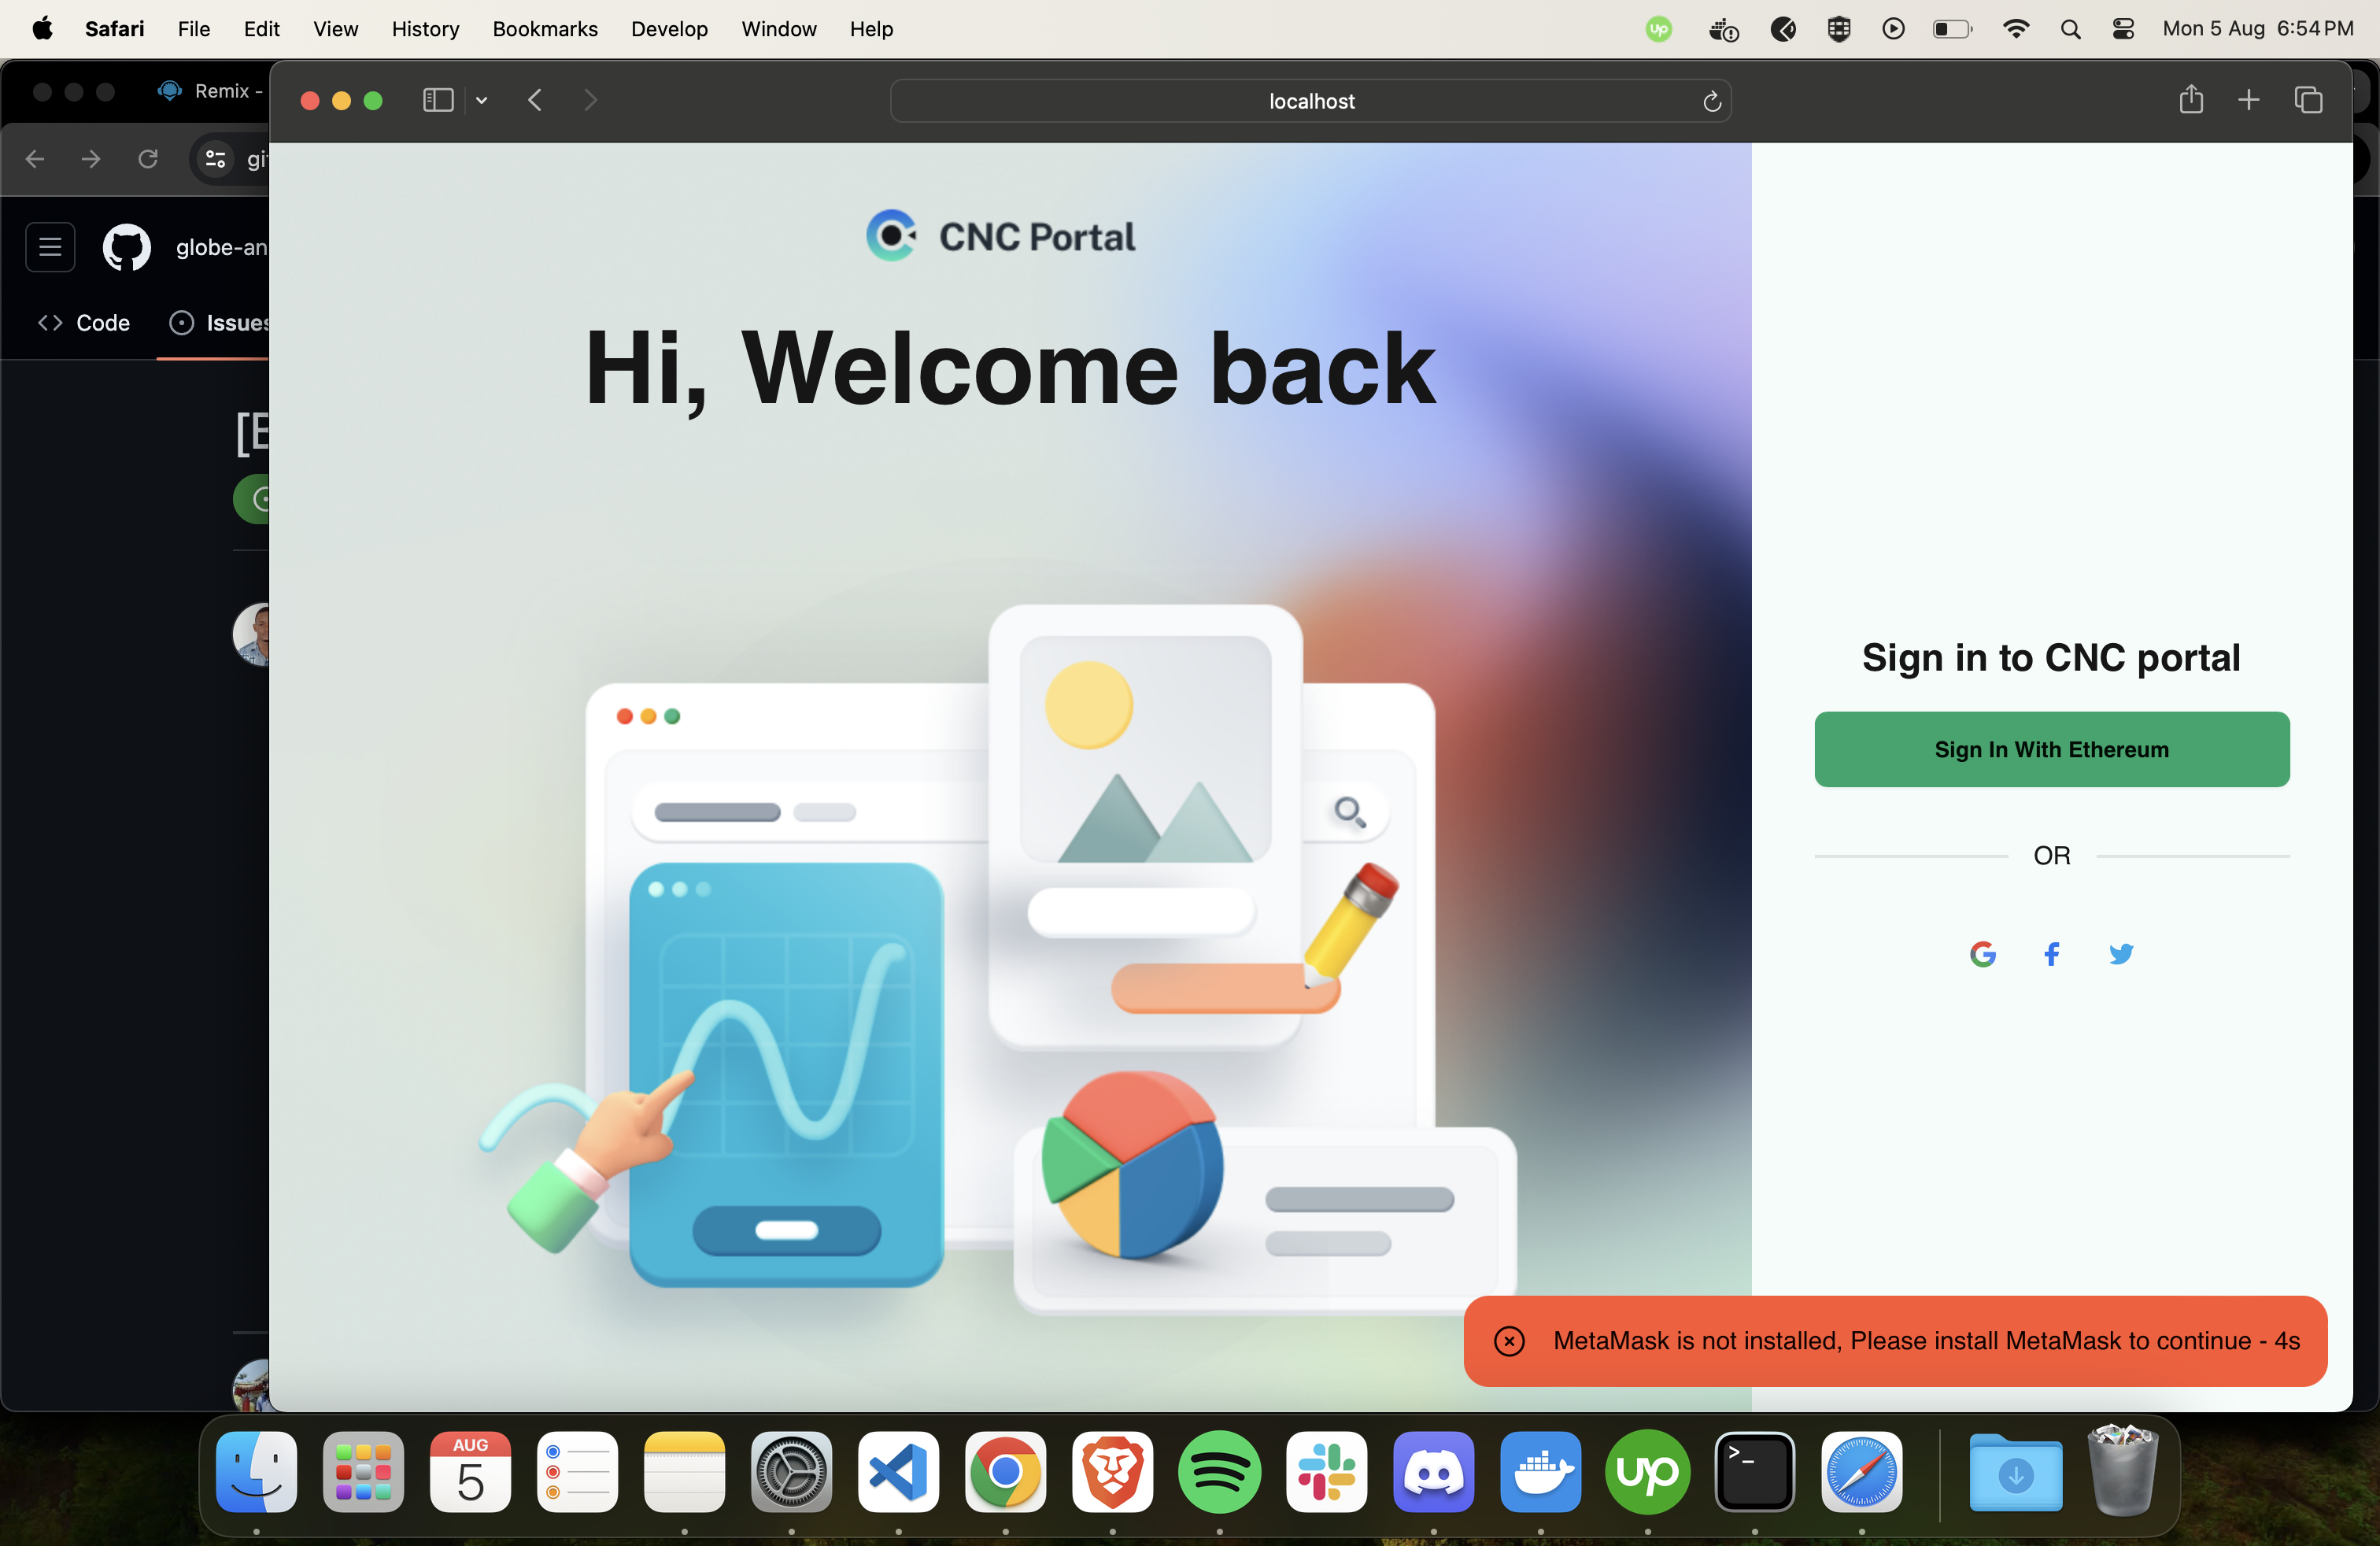 Safari File Edit View History Bookmarks Develop Window Help
up
Mon 5 Aug 6:54 PM
Remix -
localhost
globe-an
Code
Issues
[E
CNC Portal
Hi, Welcome back
Sign in to CNC portal
Sign In With Ethereum
OR
MetaMask is not installed, Please install MetaMask to continue - 4s
AUG
5
up
>_